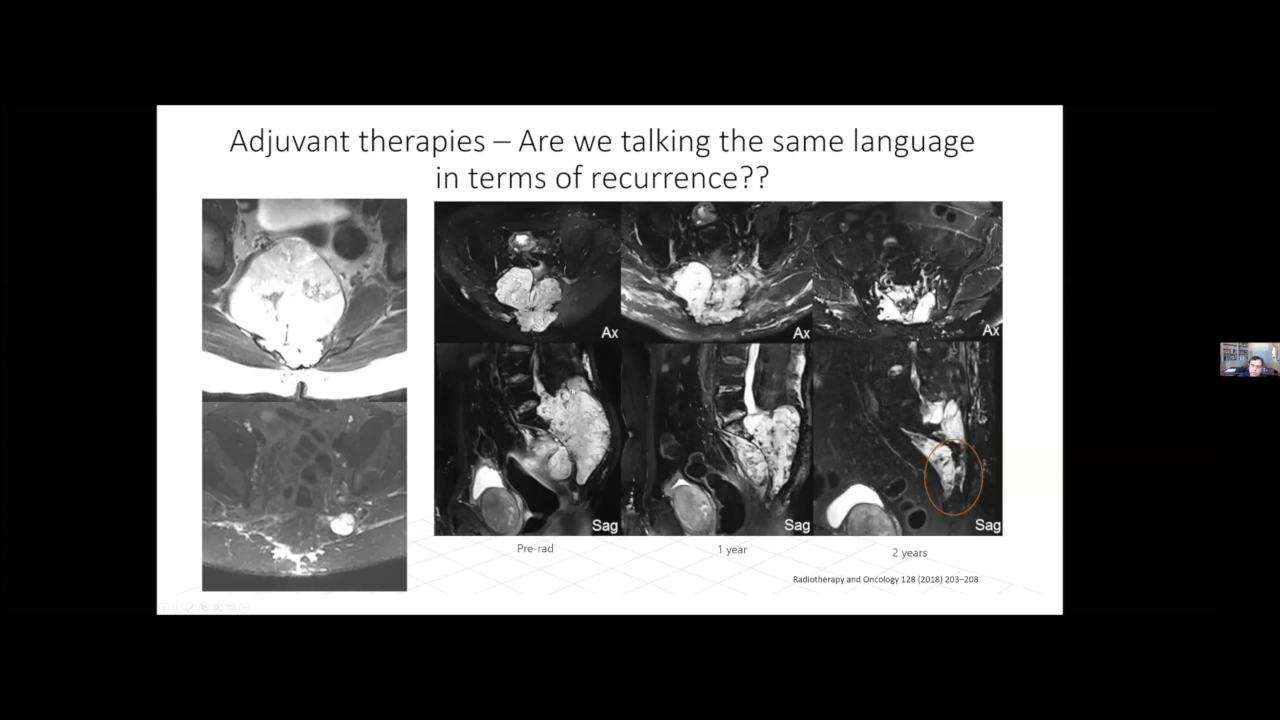 Adjuvant therapies – Are we talking the same language
in terms of recurrence??
Ax
Ax
Ax
Sag
Sag
Sag
Pre-rad
1 year
2 years
Radiotherapy and Oncology 128 (2018) 203–208